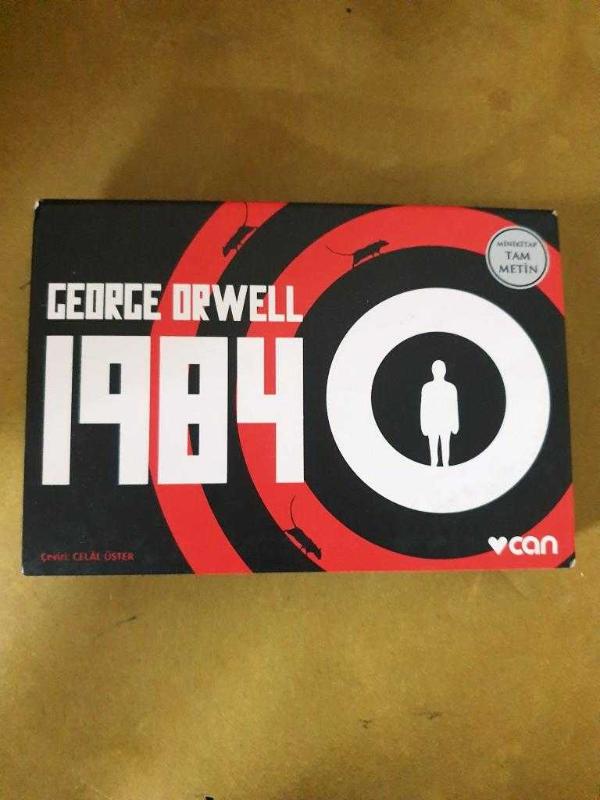 MİNİKİTAP
TAM
METİN
GEORGE ORWELL
1984
Çeviri: CELÂL ÜSTER
can